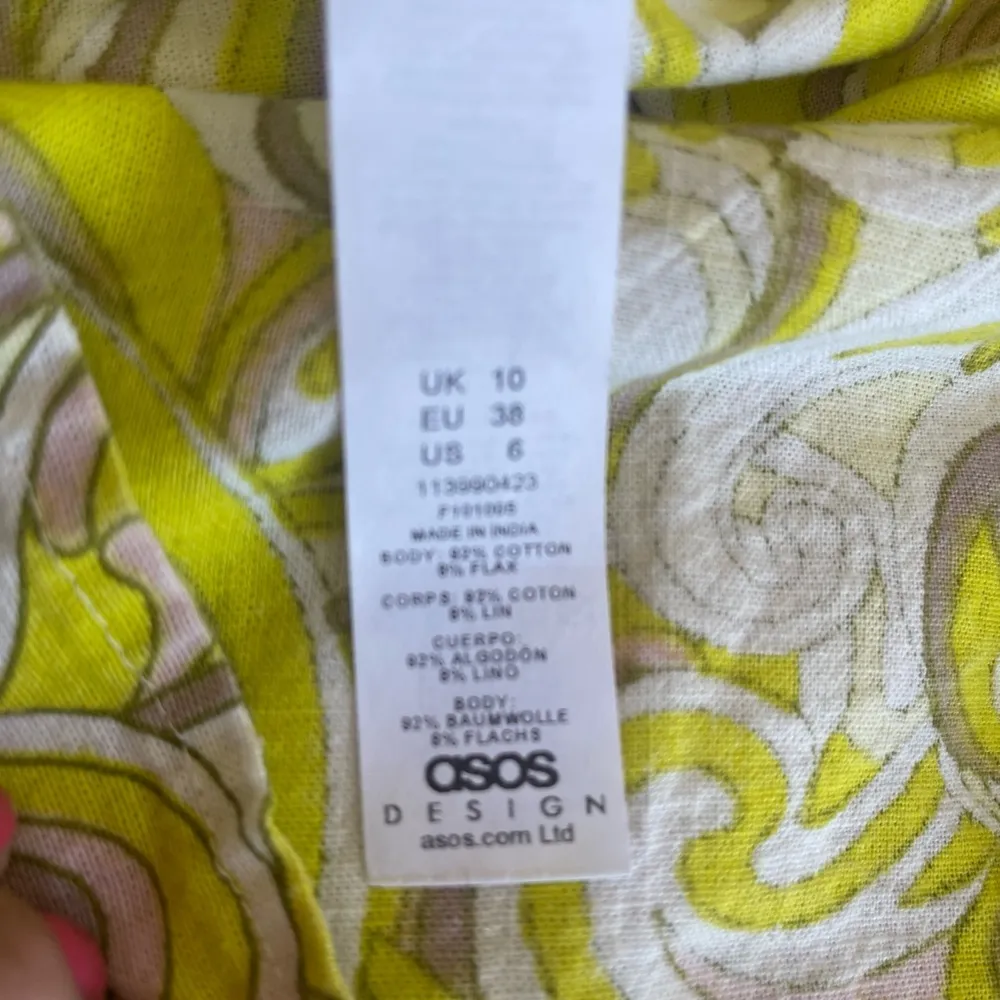 UK 10
EU 38
US 6
113990423
F101095
MADE IN INDIA
BODY: 92% COTTON
8% FLAX
CORPS: 92% COTON
8% LIN
CUERPO:
92% ALGODÓN
8% LINO
BODY:
92% BAUMWOLLE
8% FLACHS
asos
DESIGN
asos.com Ltd